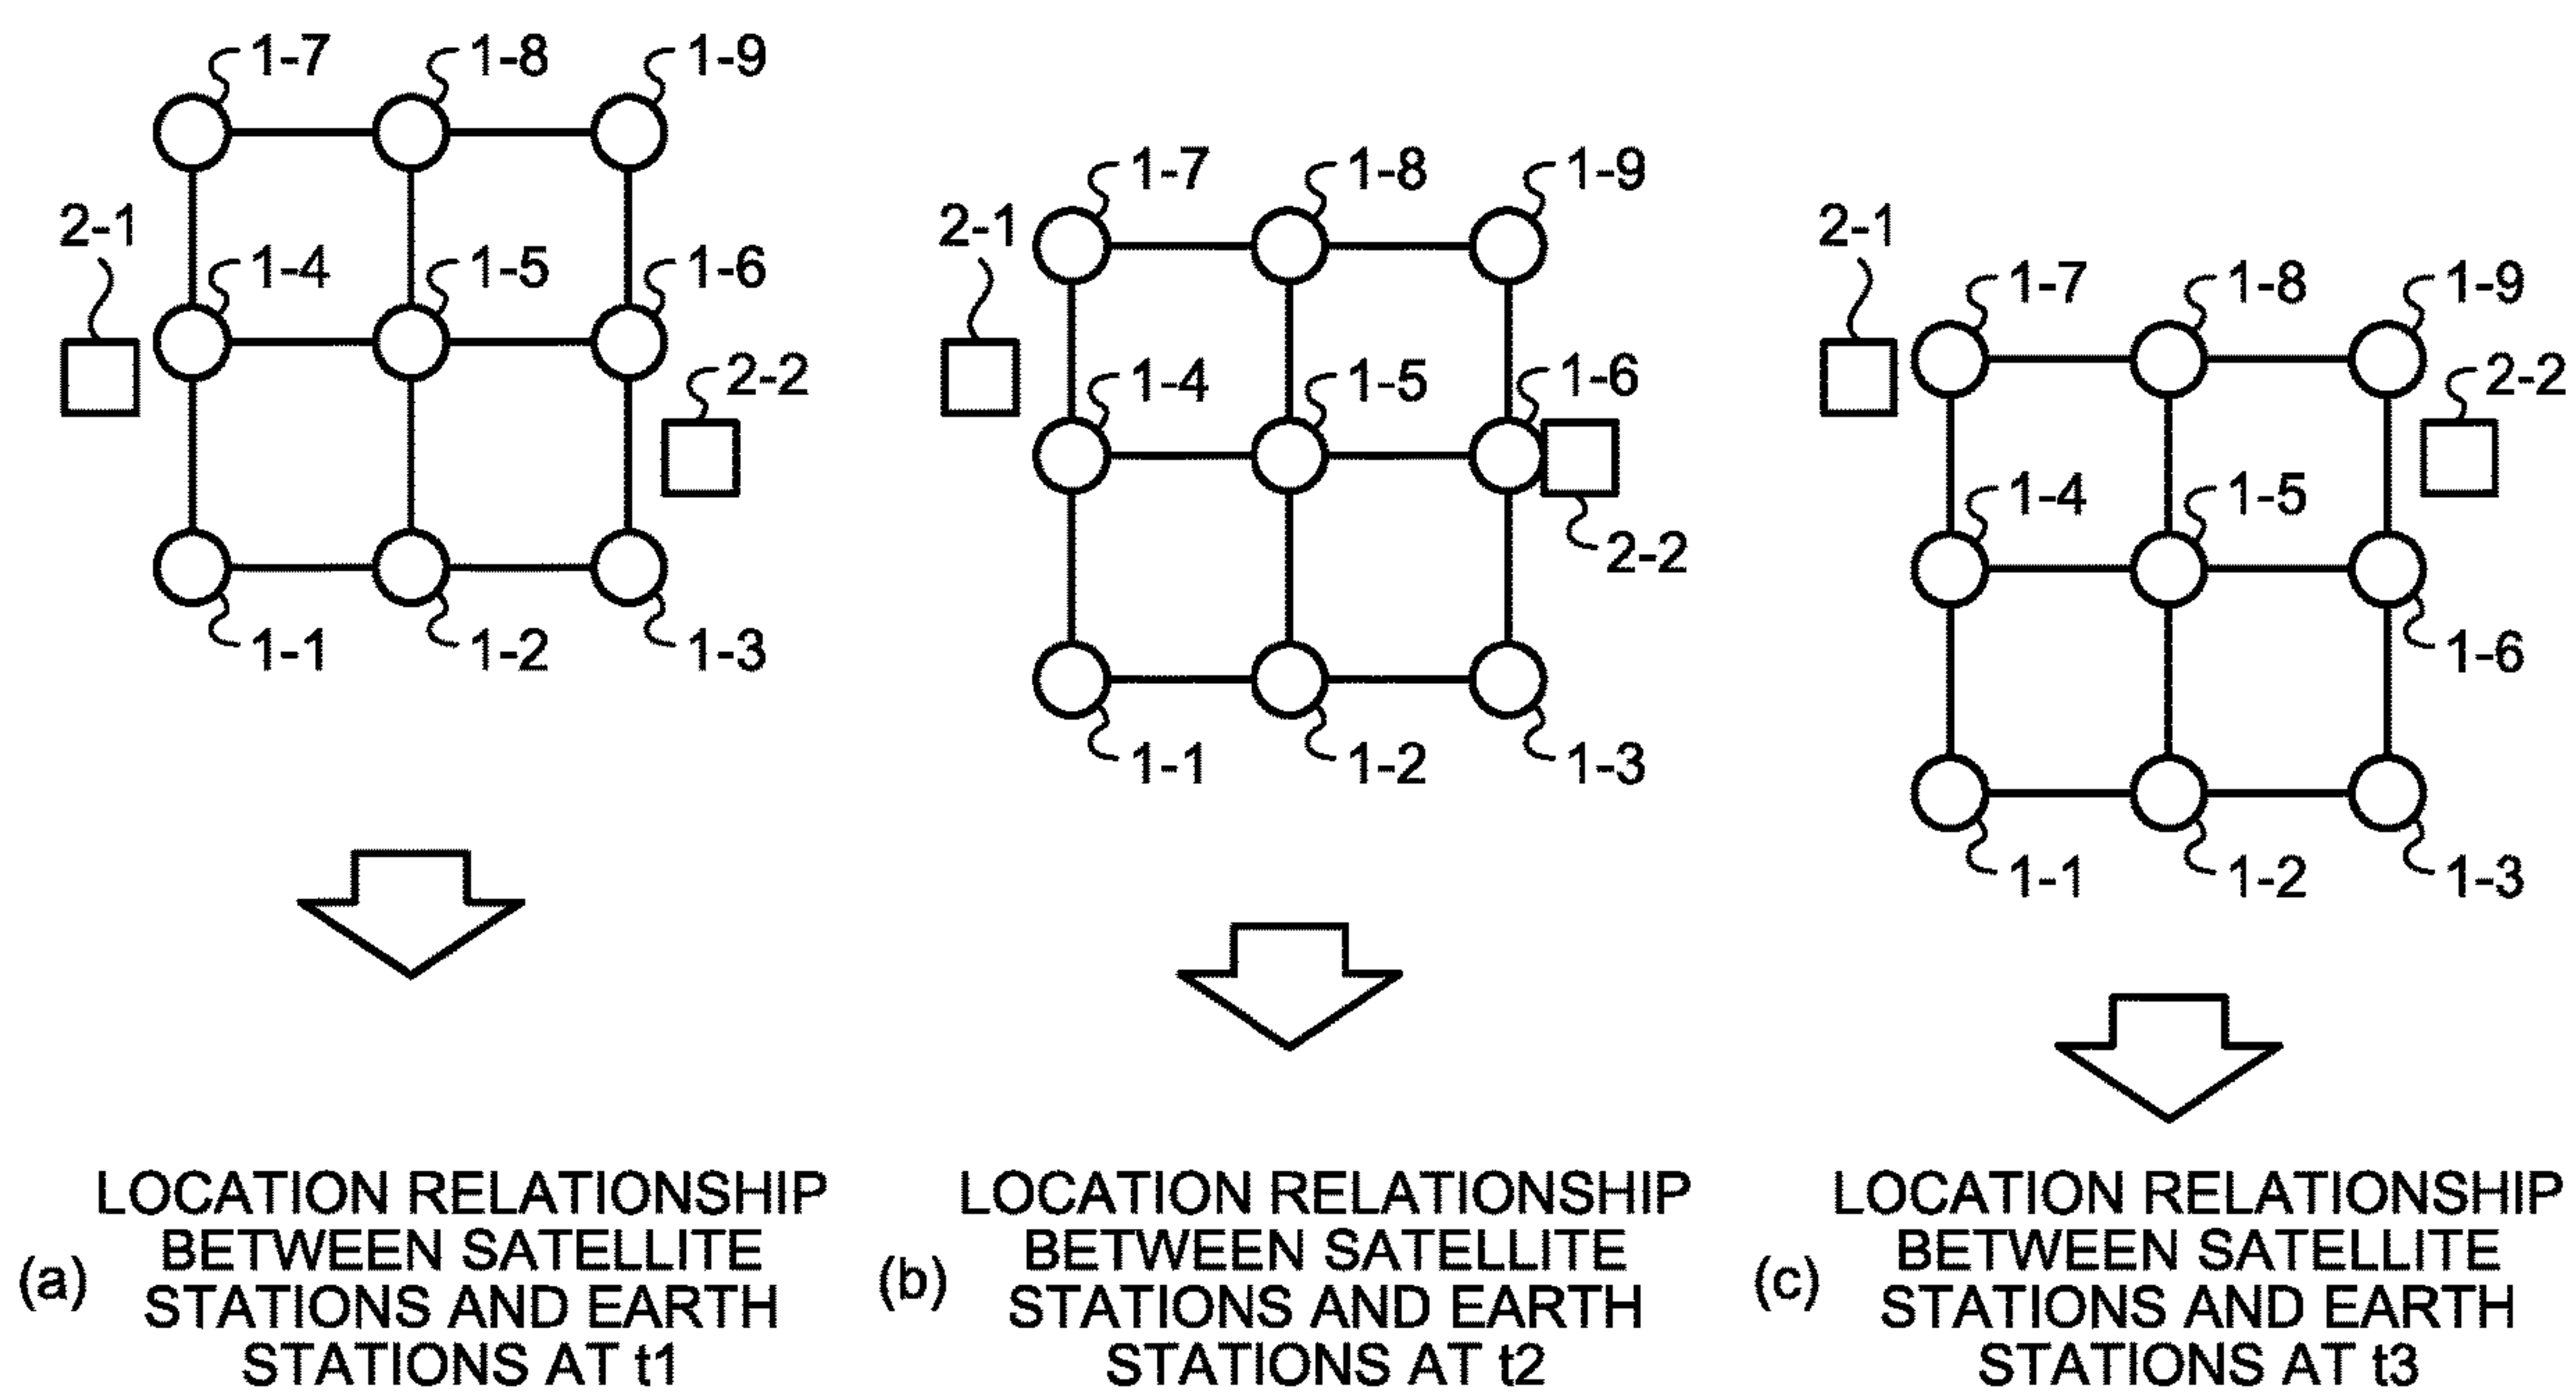 1-7 1-8 1-9
2-1 1-4 1-5 1-6
2-2
1-1 1-2 1-3
1-7 1-8 1-9
2-1
1-4 1-5 1-6
2-2
1-1 1-2 1-3
2-1 1-7 1-8 1-9
2-2
1-4 1-5
1-6
1-1 1-2 1-3
(a)
LOCATION RELATIONSHIP
BETWEEN SATELLITE
STATIONS AND EARTH
STATIONS AT t1
(b)
LOCATION RELATIONSHIP
BETWEEN SATELLITE
STATIONS AND EARTH
STATIONS AT t2
(c)
LOCATION RELATIONSHIP
BETWEEN SATELLITE
STATIONS AND EARTH
STATIONS AT t3